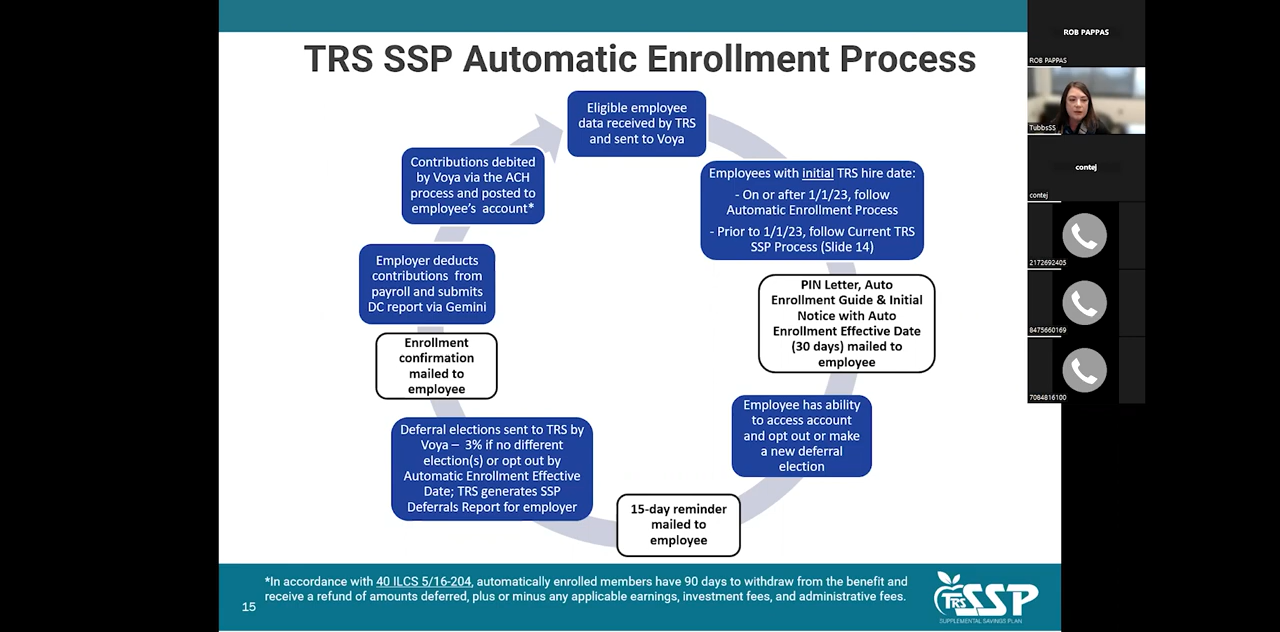 TRS SSP Automatic Enrollment Process
Eligible employee
data received by TRS
and sent to Voya
Employees with initial TRS hire date:
- On or after 1/1/23, follow
Automatic Enrollment Process
- Prior to 1/1/23, follow Current TRS
SSP Process (Slide 14)
PIN Letter, Auto
Enrollment Guide & Initial
Notice with Auto
Enrollment Effective Date
(30 days) mailed to
employee
Employee has ability
to access account
and opt out or make
a new deferral
election
15-day reminder
mailed to
employee
Deferral elections sent to TRS by
Voya – 3% if no different
election(s) or opt out by
Automatic Enrollment Effective
Date; TRS generates SSP
Deferrals Report for employer
Enrollment
confirmation
mailed to
employee
Employer deducts
contributions from
payroll and submits
DC report via Gemini
Contributions debited
by Voya via the ACH
process and posted to
employee's account*
*In accordance with 40 ILCS 5/16-204, automatically enrolled members have 90 days to withdraw from the benefit and
receive a refund of amounts deferred, plus or minus any applicable earnings, investment fees, and administrative fees.
15
TRS SSP
SUPPLEMENTAL SAVINGS PLAN
ROB PAPPAS
ROB PAPPAS
TubbsSS
contej
contej
2172692405
8475660169
7084816100